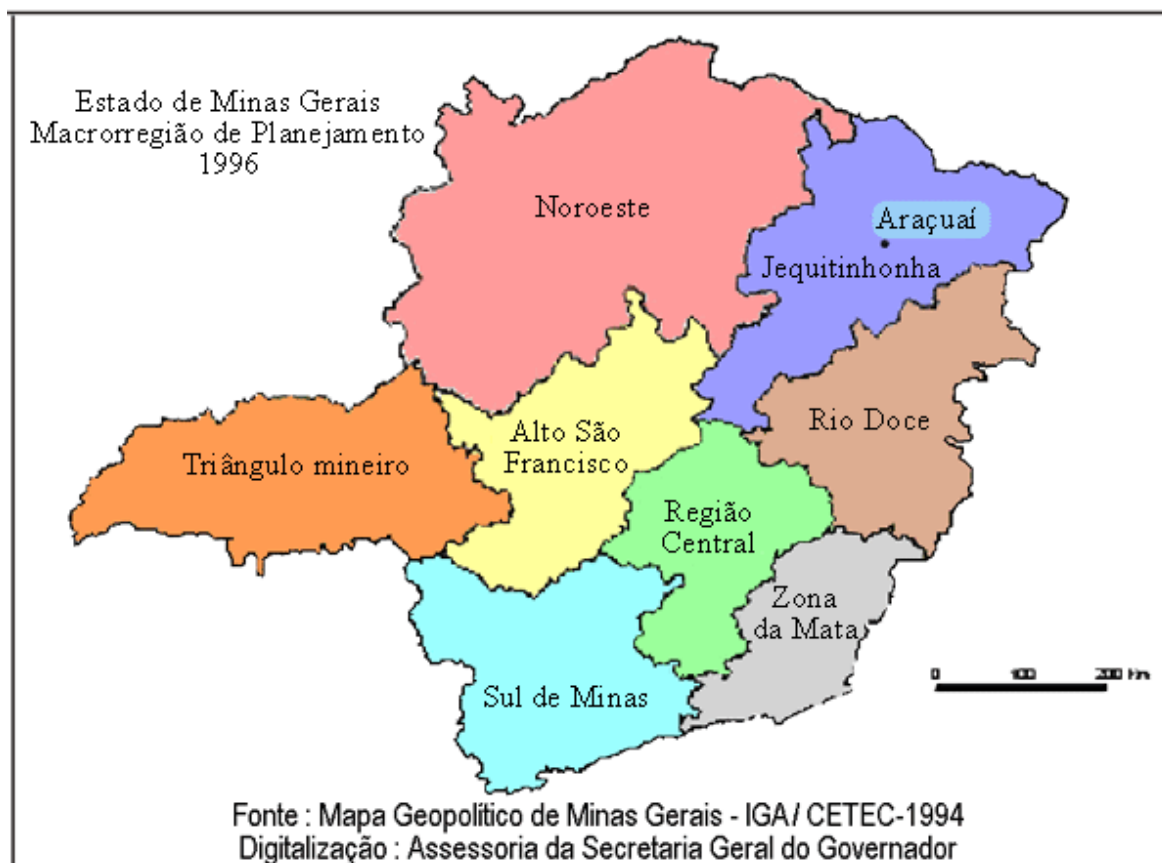 Estado de Minas Gerais
Macrorregião de Planejamento
1996
Noroeste
Araçuaí
Jequitinhonha
Alto São
Francisco
Rio Doce
Triângulo mineiro
Região
Central
Zona
da Mata
Sul de Minas
0 100 200 Km
Fonte : Mapa Geopolítico de Minas Gerais - IGA / CETEC-1994
Digitalização : Assessoria da Secretaria Geral do Governador